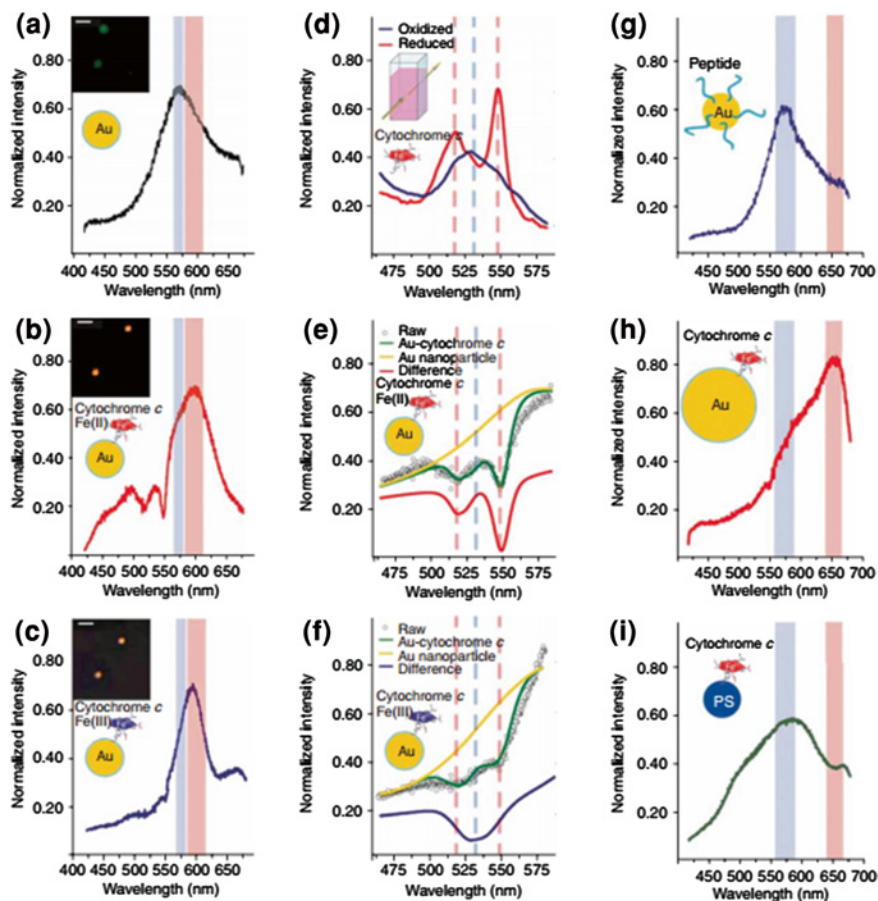 (a)
Normalized intensity
0.80
0.60
0.40
0.20
Au
400 450 500 550 600 650
Wavelength (nm)
(d)
Normalized intensity
0.80
0.60
0.40
0.20
Oxidized
Reduced
Cytochrome c
475 500 525 550 575
Wavelength (nm)
(g)
Normalized intensity
0.80
0.60
0.40
0.20
Peptide
Au
400 450 500 550 600 650 700
Wavelength (nm)
(b)
Normalized intensity
0.80
0.60
0.40
0.20
Cytochrome c
Fe(II)
Au
400 450 500 550 600 650
Wavelength (nm)
(e)
Normalized intensity
0.80
0.60
0.40
0.20
Raw
Au-cytochrome c
Au nanoparticle
Difference
Cytochrome c
Fe(II)
Au
475 500 525 550 575
Wavelength (nm)
(h)
Normalized intensity
0.80
0.60
0.40
0.20
Cytochrome c
Au
400 450 500 550 600 650 700
Wavelength (nm)
(c)
Normalized intensity
0.80
0.60
0.40
0.20
Cytochrome c
Fe(III)
Au
400 450 500 550 600 650
Wavelength (nm)
(f)
Normalized intensity
0.80
0.60
0.40
0.20
Raw
Au-cytochrome c
Au nanoparticle
Difference
Cytochrome c
Fe(III)
Au
475 500 525 550 575
Wavelength (nm)
(i)
Normalized intensity
0.80
0.60
0.40
0.20
Cytochrome c
PS
400 450 500 550 600 650 700
Wavelength (nm)